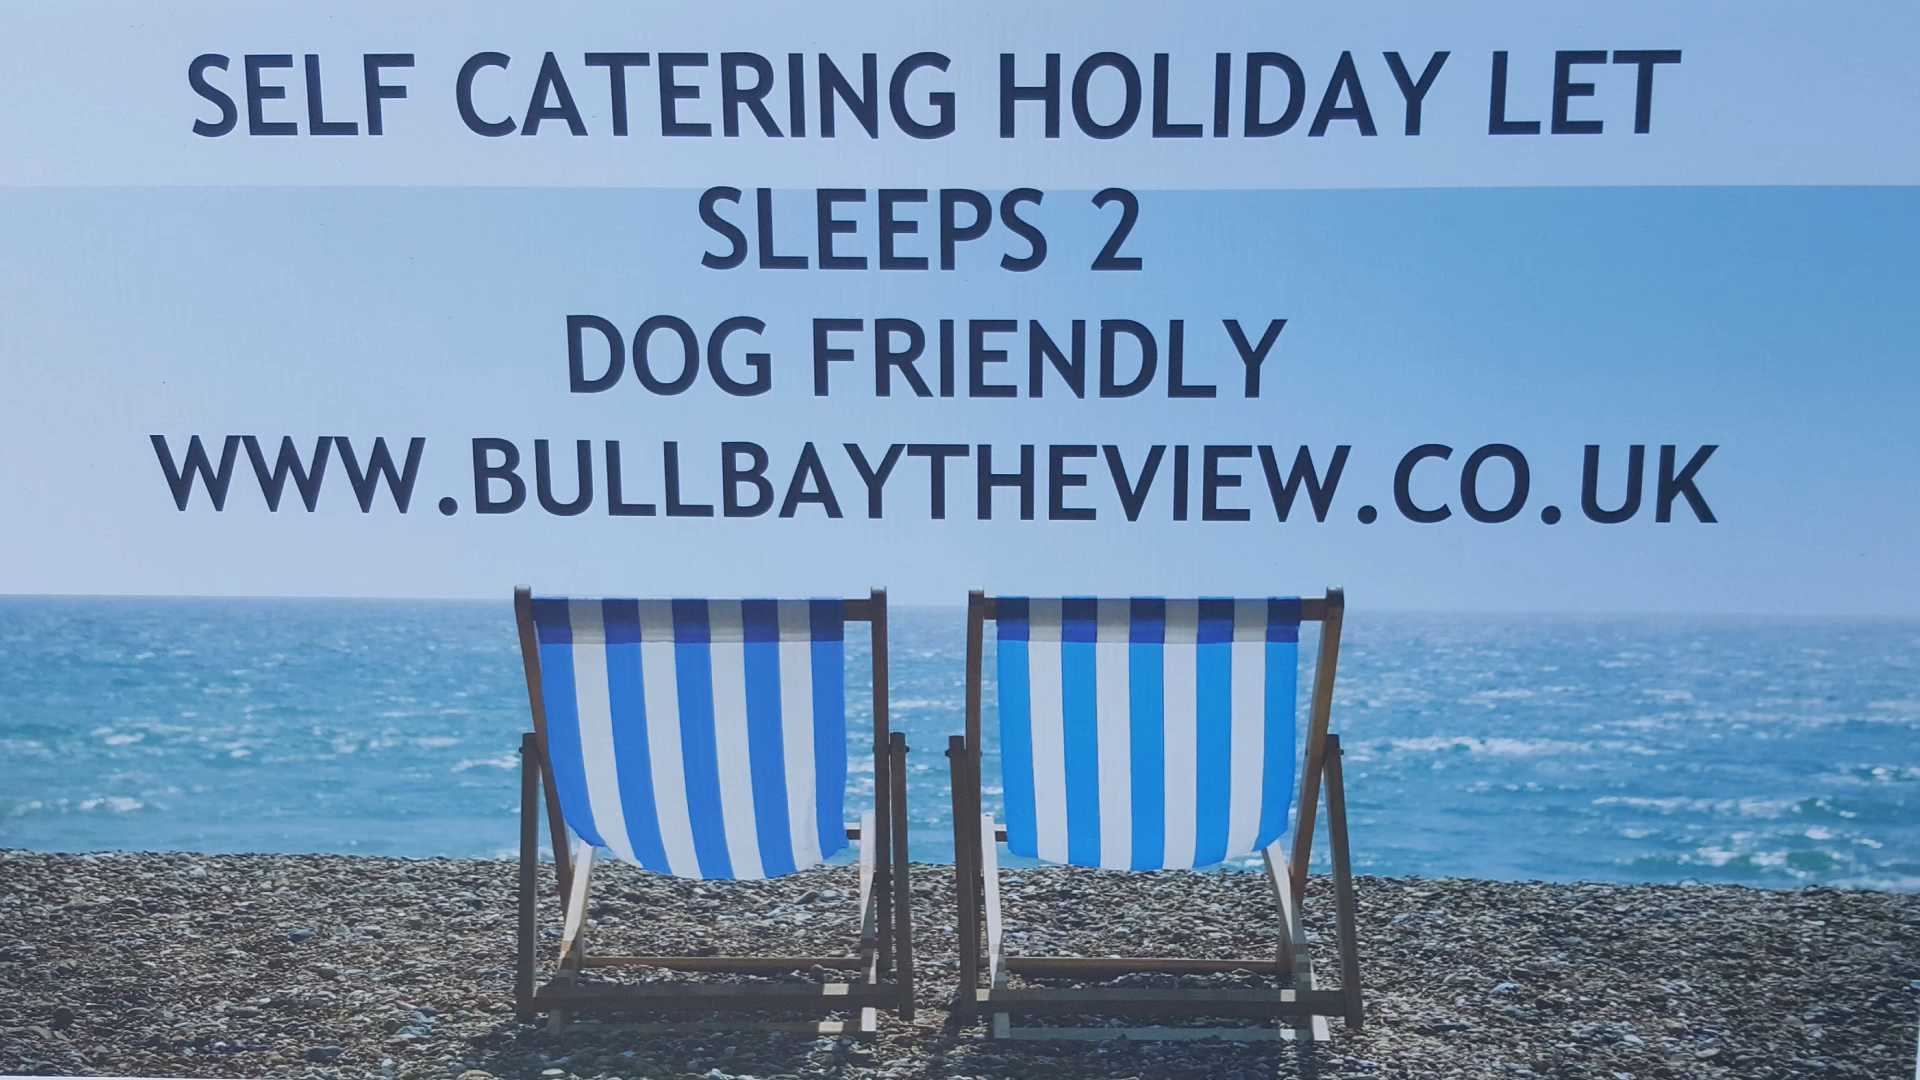 SELF CATERING HOLIDAY LET
SLEEPS 2
DOG FRIENDLY
WWW.BULLBAYTHEVIEW.CO.UK